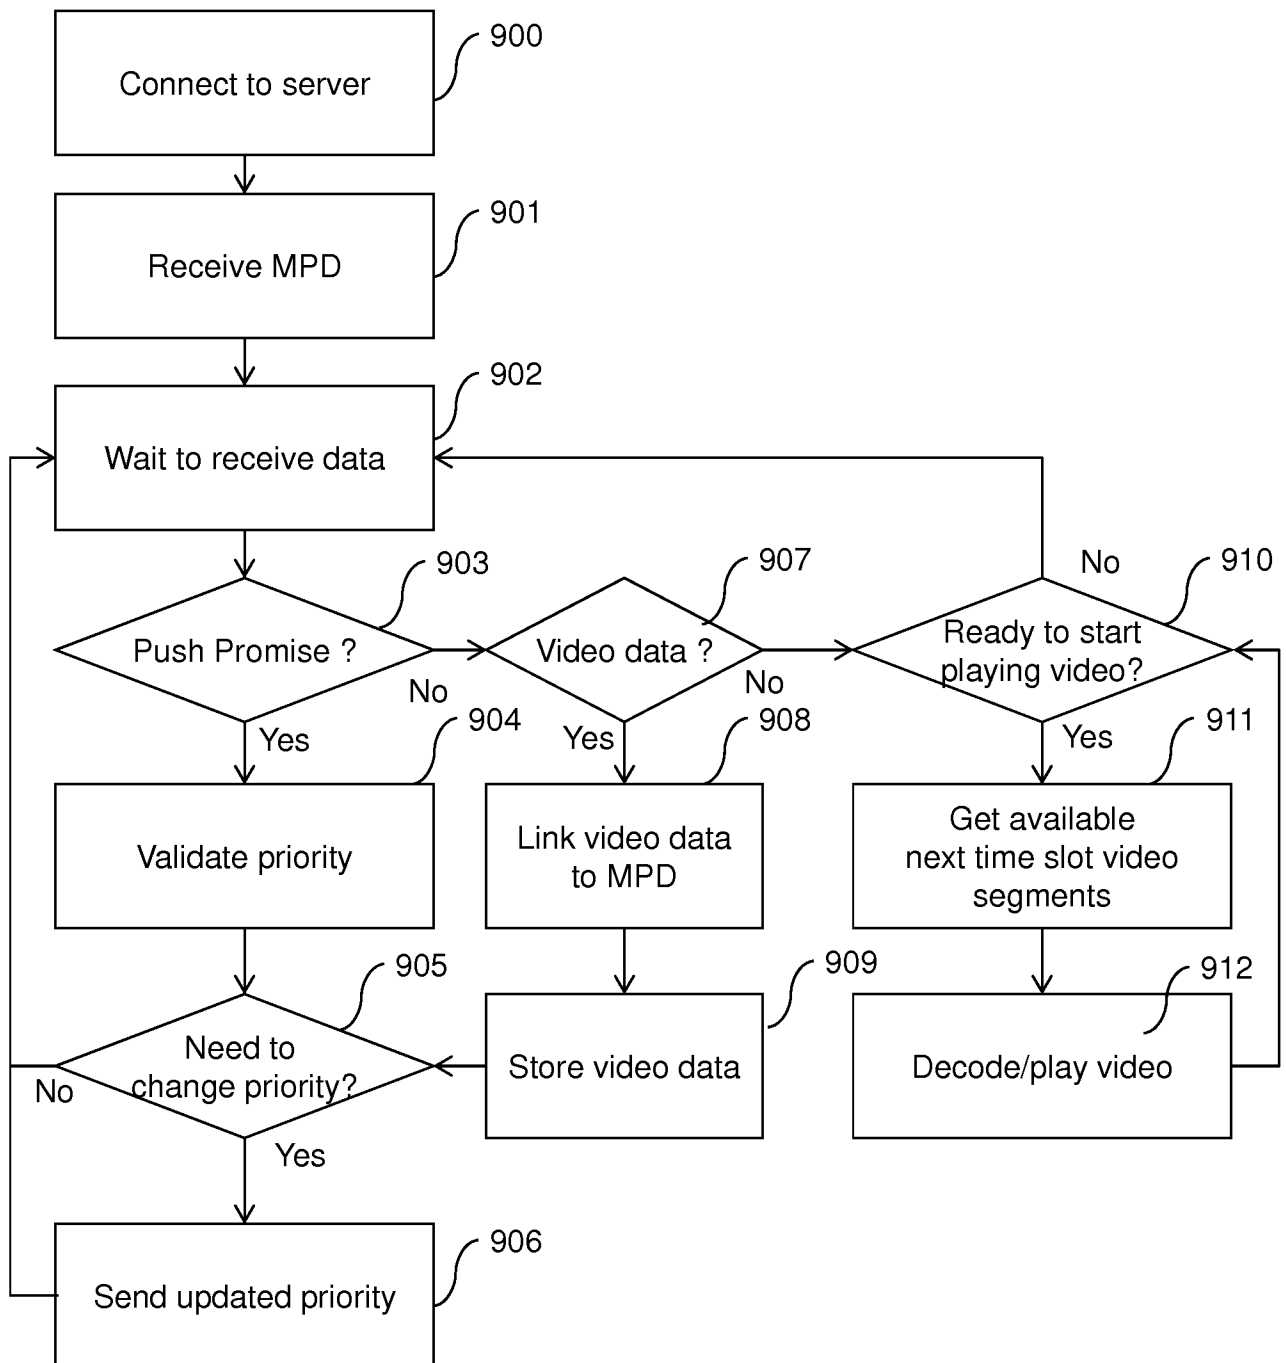 900
Connect to server
901
Receive MPD
902
Wait to receive data
903
Push Promise ?
No
Yes
907
Video data ?
No
Yes
910
No
Ready to start
playing video?
Yes
904
Validate priority
908
Link video data
to MPD
911
Get available
next time slot video
segments
905
Need to
change priority?
No
Yes
909
Store video data
912
Decode/play video
906
Send updated priority